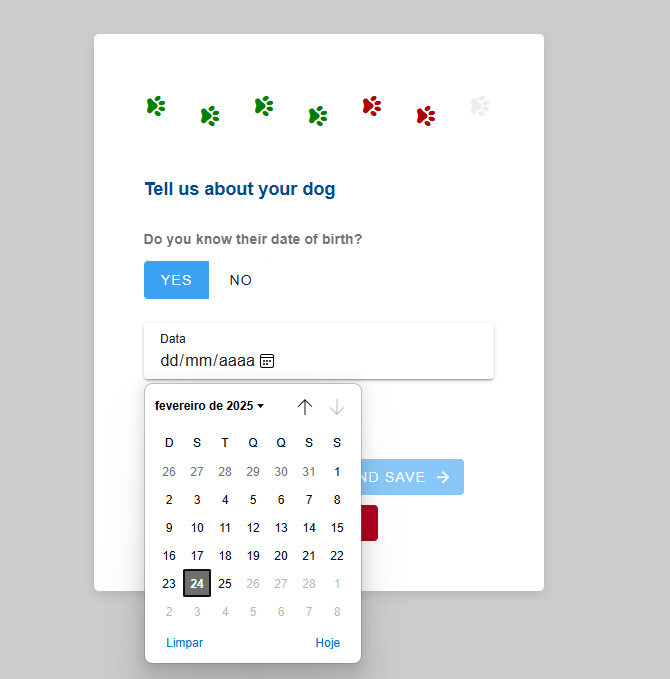 Tell us about your dog
Do you know their date of birth?
YES NO
Data
dd/mm/aaaa
fevereiro de 2025
D S T Q Q S S
26 27 28 29 30 31 1
2 3 4 5 6 7 8
ND SAVE
9 10 11 12 13 14 15
16 17 18 19 20 21 22
23 24 25 26 27 28 1
2 3 4 5 6 7 8
Limpar Hoje